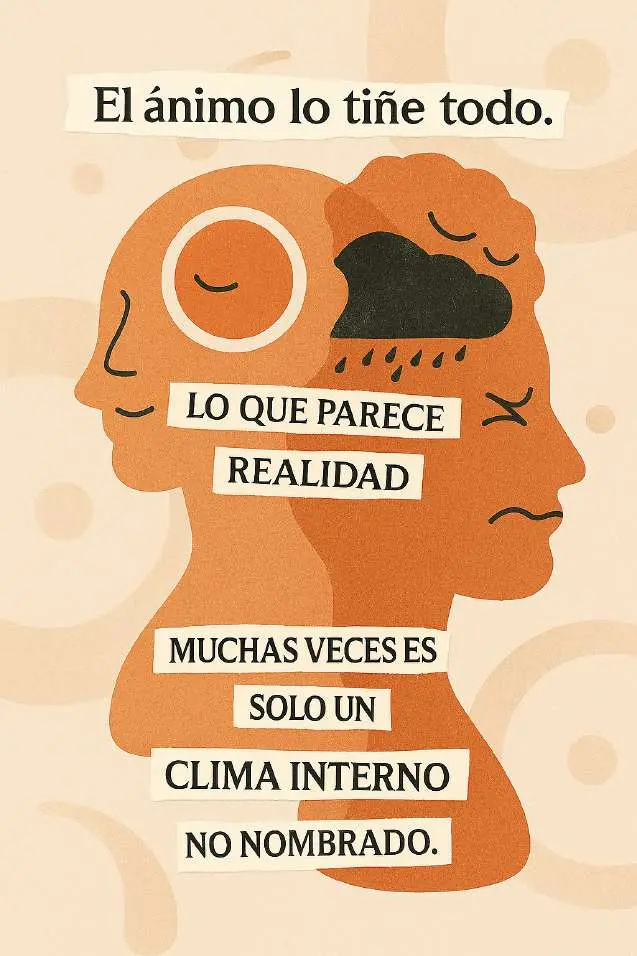 El ánimo lo tiñe todo.
LO QUE PARECE
REALIDAD
MUCHAS VECES ES
SOLO UN
CLIMA INTERNO
NO NOMBRADO.